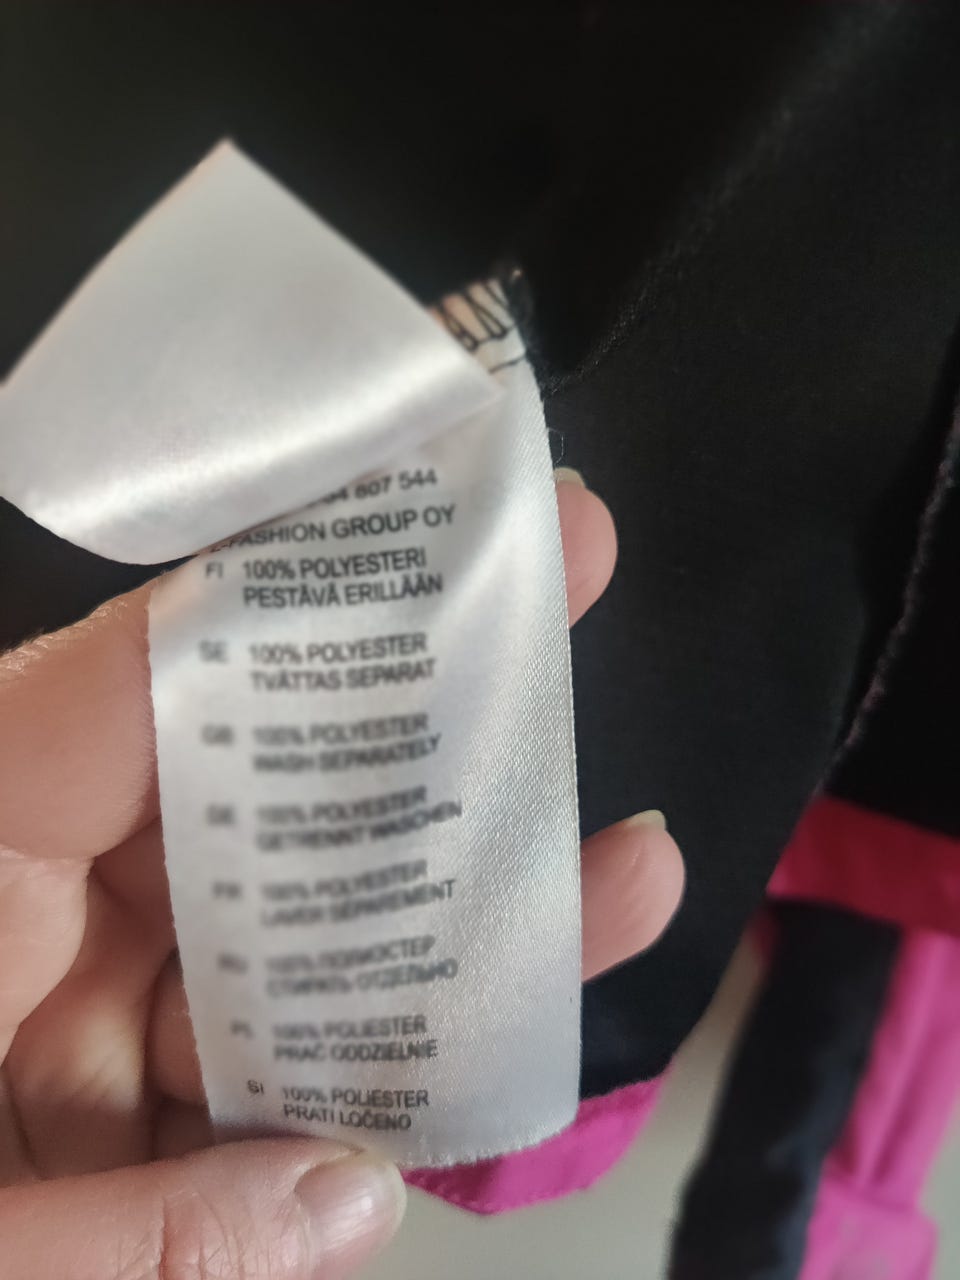 807 544
FASHION GROUP OY
FI 100% POLYESTERI
PESTÄVÄ ERILLÄÄN
SE 100% POLYESTER
TVÄTTAS SEPARAT
GB 100% POLYESTER
WASH SEPARATELY
DE 100% POLYESTER
GETRENNT WASCHEN
FR 100% POLYESTER
LAVER SÉPARÉMENT
RU 100% ПОЛИЭСТЕР
СТИРАТЬ ОТДЕЛЬНО
PL 100% POLIESTER
PRAĆ ODDZIELNIE
SI 100% POLIESTER
PRATI LOČENO